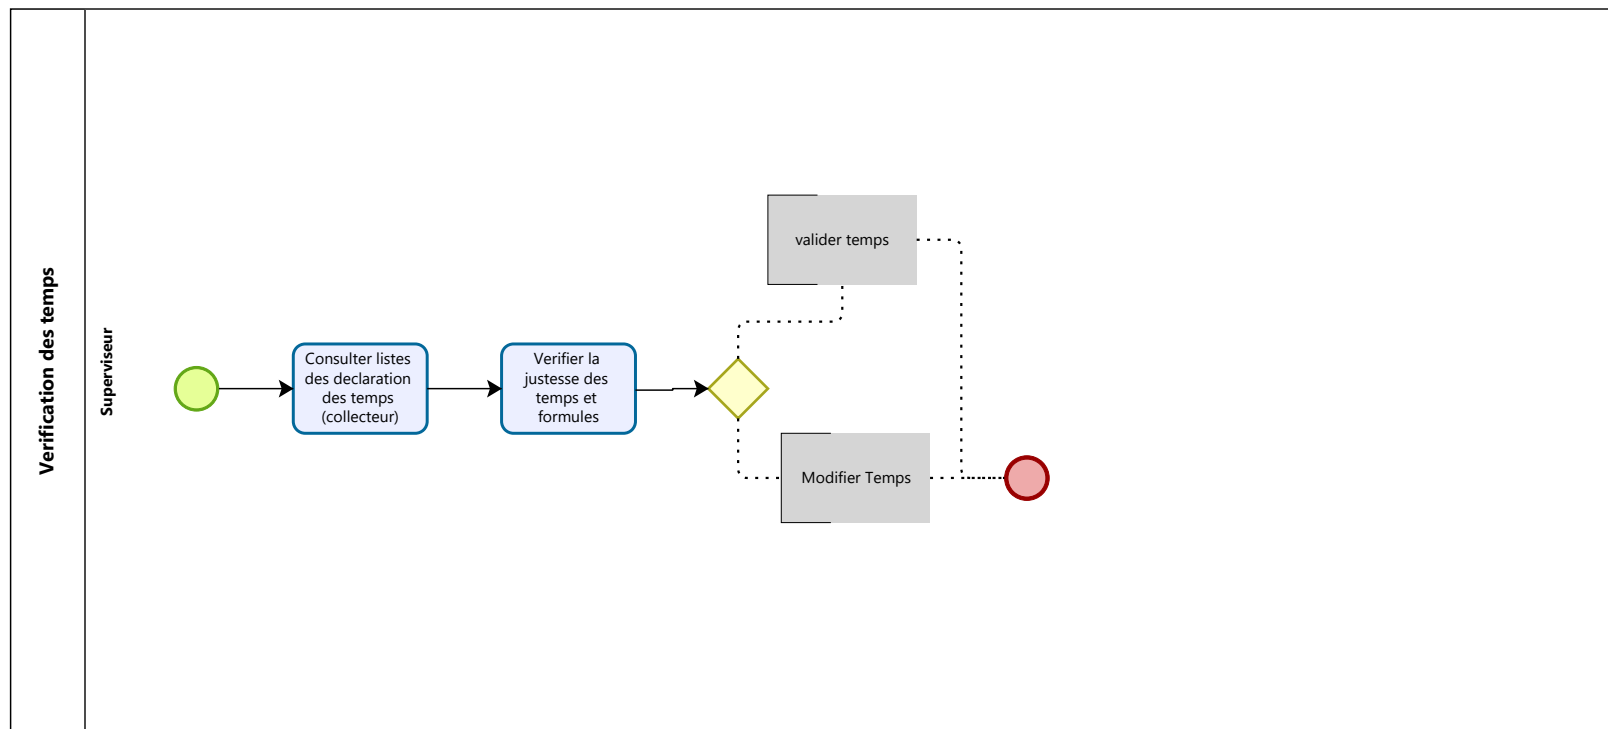 Verification des temps
Superviseur
Consulter listes
des declaration
des temps
(collecteur)
Verifier la
justesse des
temps et
formules
valider temps
Modifier Temps